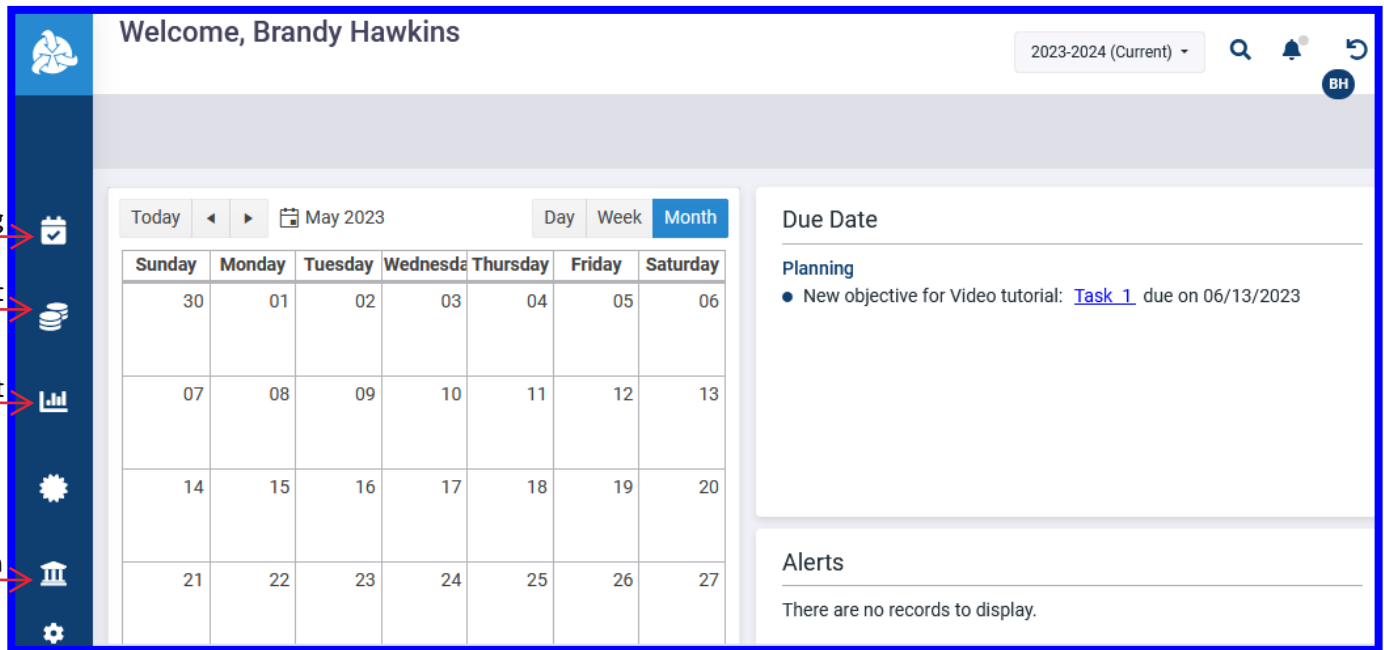 Welcome, Brandy Hawkins
2023-2024 (Current)
BH
Today May 2023 Day Week Month
Sunday Monday Tuesday Wednesda Thursday Friday Saturday
30 01 02 03 04 05 06
07 08 09 10 11 12 13
14 15 16 17 18 19 20
21 22 23 24 25 26 27
Due Date
Planning
New objective for Video tutorial: Task 1 due on 06/13/2023
Alerts
There are no records to display.